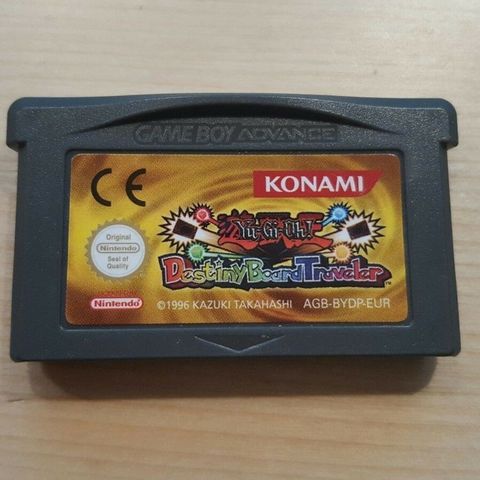 GAME BOY ADVANCE
CE
KONAMI
Original
Nintendo
Seal of
Quality
Yu-Gi-Oh!
Destiny Board Traveler™
Nintendo
©1996 KAZUKI TAKAHASHI AGB-BYDP-EUR